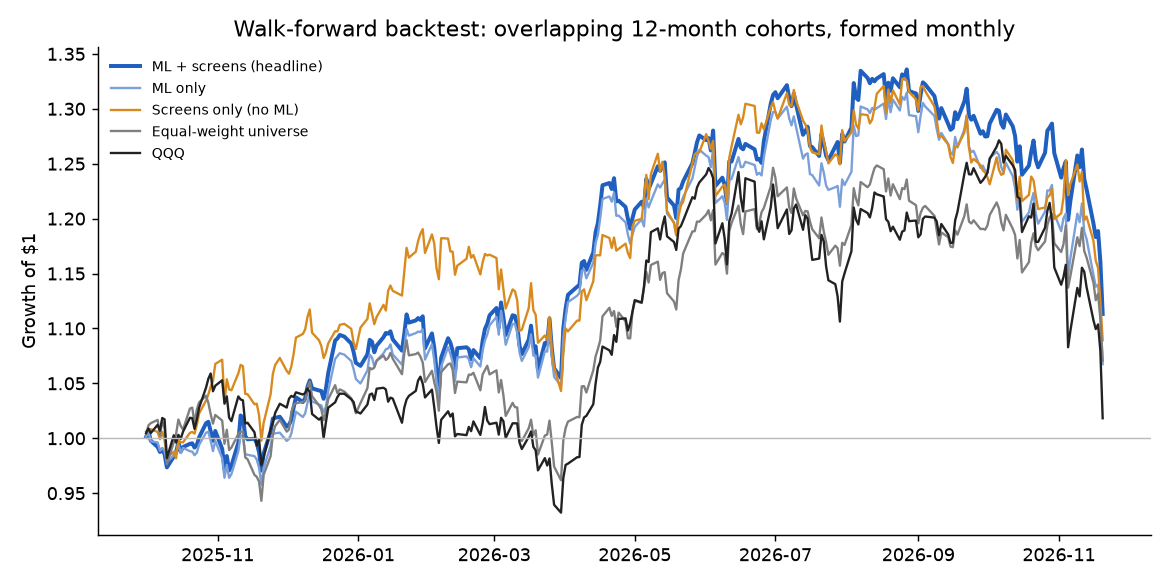 Walk-forward backtest: overlapping 12-month cohorts, formed monthly
Growth of $1
1.35
1.30
1.25
1.20
1.15
1.10
1.05
1.00
0.95
ML + screens (headline)
ML only
Screens only (no ML)
Equal-weight universe
QQQ
2025-11
2026-01
2026-03
2026-05
2026-07
2026-09
2026-11